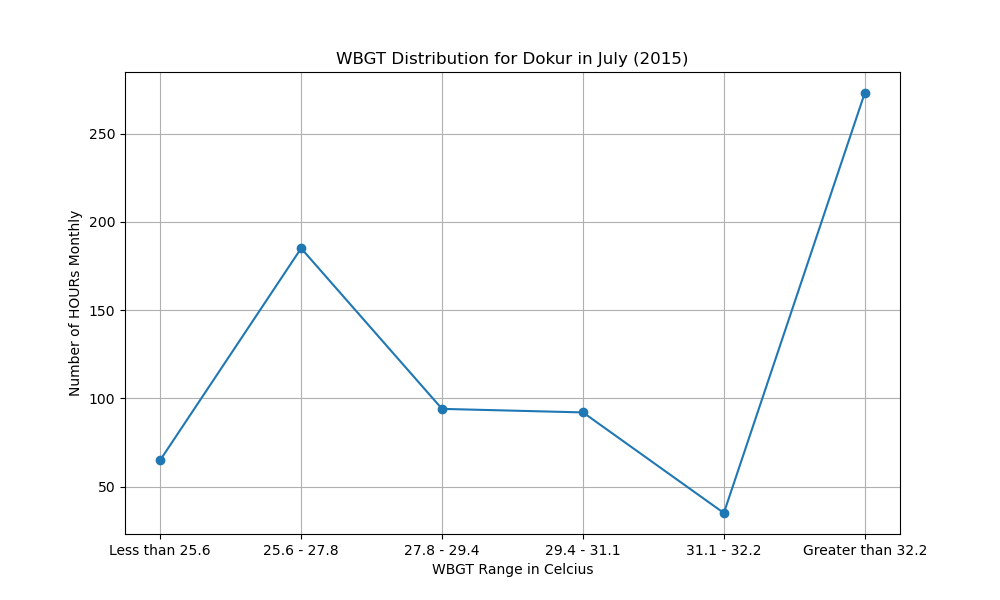 WBGT Distribution for Dokur in July (2015)
Number of HOURs Monthly
250
200
150
100
50
Less than 25.6
25.6 - 27.8
27.8 - 29.4
29.4 - 31.1
31.1 - 32.2
Greater than 32.2
WBGT Range in Celcius